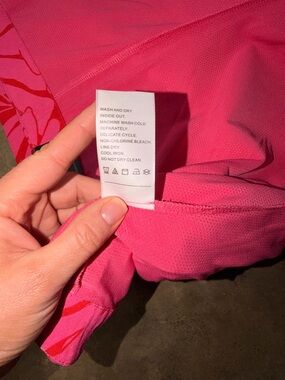 WASH AND DRY
INSIDE OUT.
MACHINE WASH COLD
SEPARATELY.
DELICATE CYCLE.
NON-CHLORINE BLEACH.
LINE DRY.
COOL IRON.
DO NOT DRY CLEAN